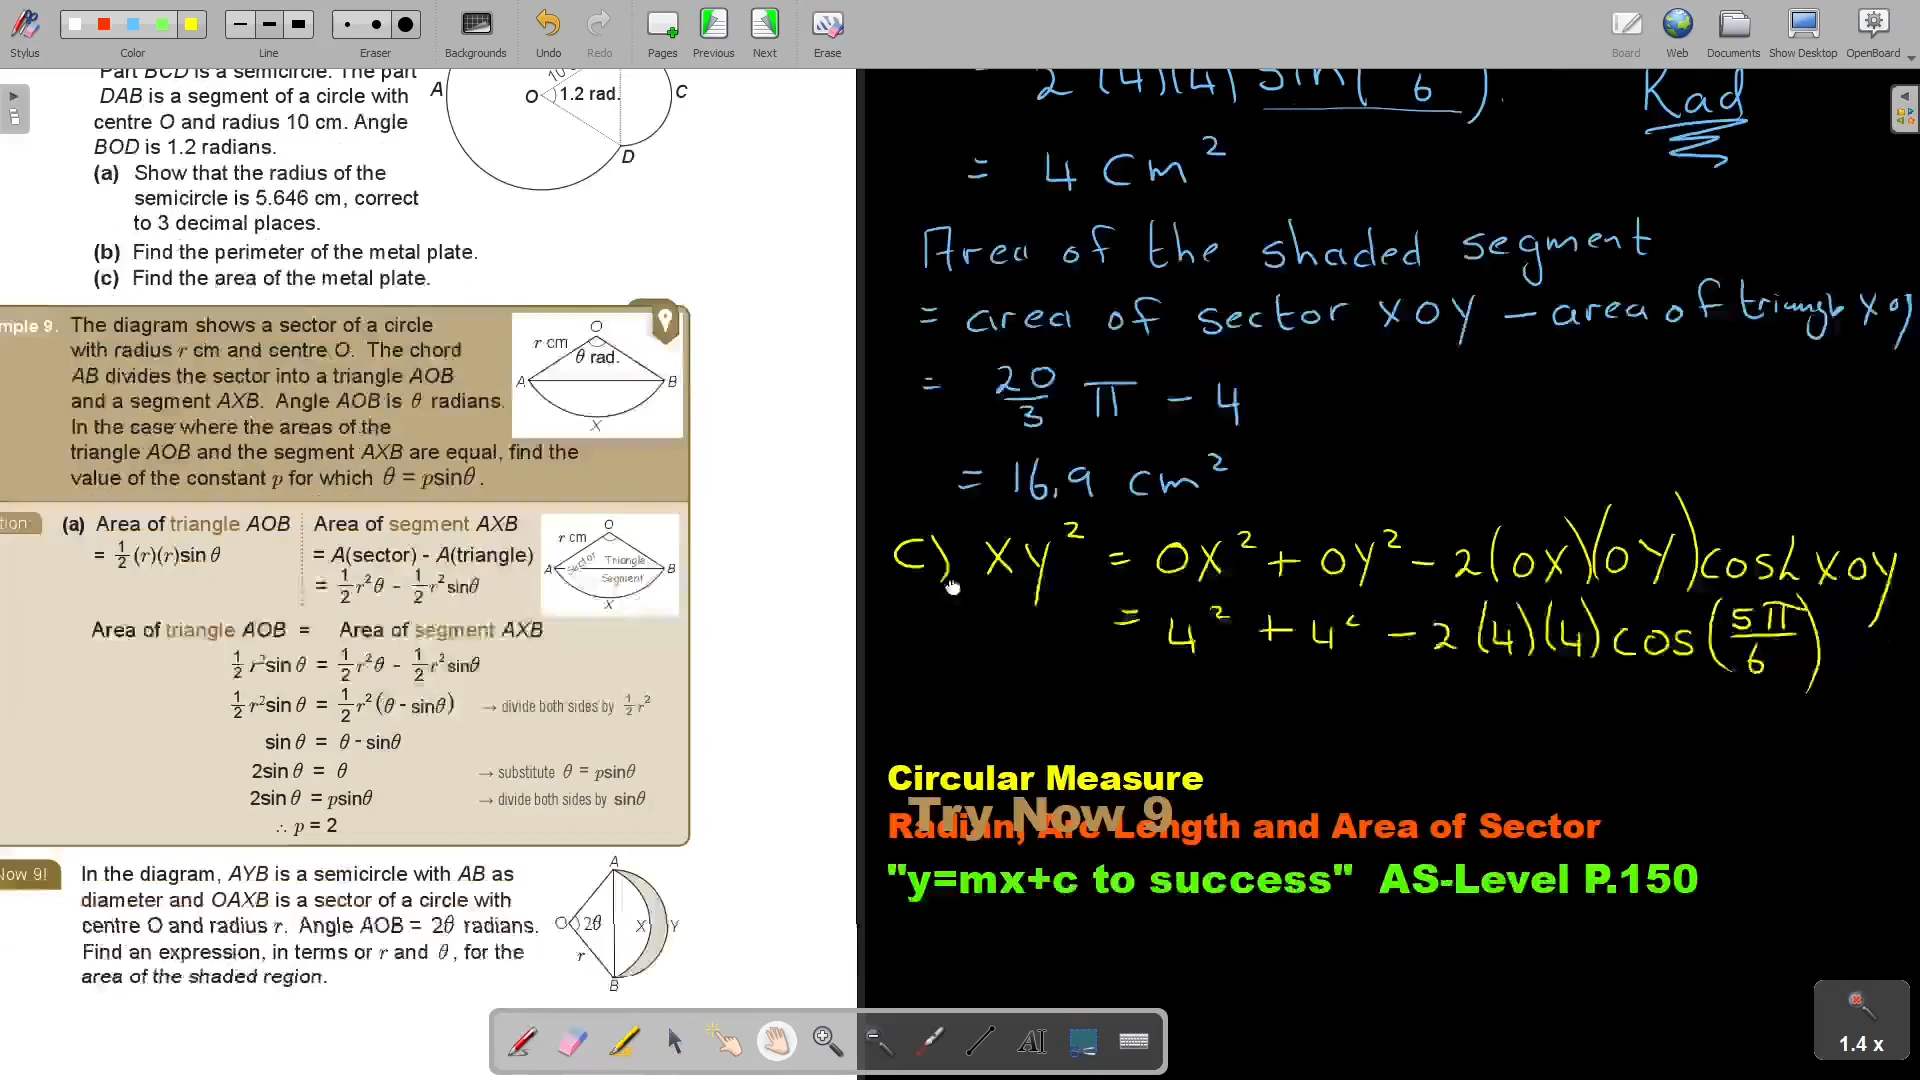 Stylus
Color
Line
Eraser
Backgrounds
Undo
Redo
Pages
Previous
Next
Erase
Board
Web
Documents
Show Desktop
OpenBoard
Part BCD is a semicircle. The part
DAB is a segment of a circle with
centre O and radius 10 cm. Angle
BOD is 1.2 radians.
(a) Show that the radius of the
semicircle is 5.646 cm, correct
to 3 decimal places.
(b) Find the perimeter of the metal plate.
(c) Find the area of the metal plate.
A
10
O
1.2 rad.
C
D
mple 9.
The diagram shows a sector of a circle
with radius r cm and centre O. The chord
AB divides the sector into a triangle AOB
and a segment AXB. Angle AOB is θ radians.
In the case where the areas of the
triangle AOB and the segment AXB are equal, find the
value of the constant p for which θ = psinθ.
O
r cm
θ rad.
A
B
X
tion
(a) Area of triangle AOB
= 1/2 (r)(r)sin θ
Area of segment AXB
= A(sector) - A(triangle)
= 1/2 r²θ - 1/2 r²sinθ
O
r cm
Sector
Triangle
A
B
Segment
X
Area of triangle AOB = Area of segment AXB
1/2 r²sin θ = 1/2 r²θ - 1/2 r²sinθ
1/2 r²sin θ = 1/2 r²(θ - sinθ) → divide both sides by 1/2 r²
sin θ = θ - sinθ
2sin θ = θ → substitute θ = psinθ
2sin θ = psinθ → divide both sides by sinθ
∴ p = 2
Now 9!
In the diagram, AYB is a semicircle with AB as
diameter and OAXB is a sector of a circle with
centre O and radius r. Angle AOB = 2θ radians.
Find an expression, in terms or r and θ, for the
area of the shaded region.
A
O
2θ
X
Y
r
B
2 (4)(4) sin( 6 ).
Rad
= 4 cm²
Area of the shaded segment
= area of sector XOY - area of triangle XOY
= 20/3 π - 4
= 16.9 cm²
C) XY² = OX² + OY² - 2(OX)(OY)cos∠XOY
= 4² + 4² - 2(4)(4)cos(5π/6)
Circular Measure
Try Now 9
Radian, Arc Length and Area of Sector
"y=mx+c to success" AS-Level P.150
1.4 x